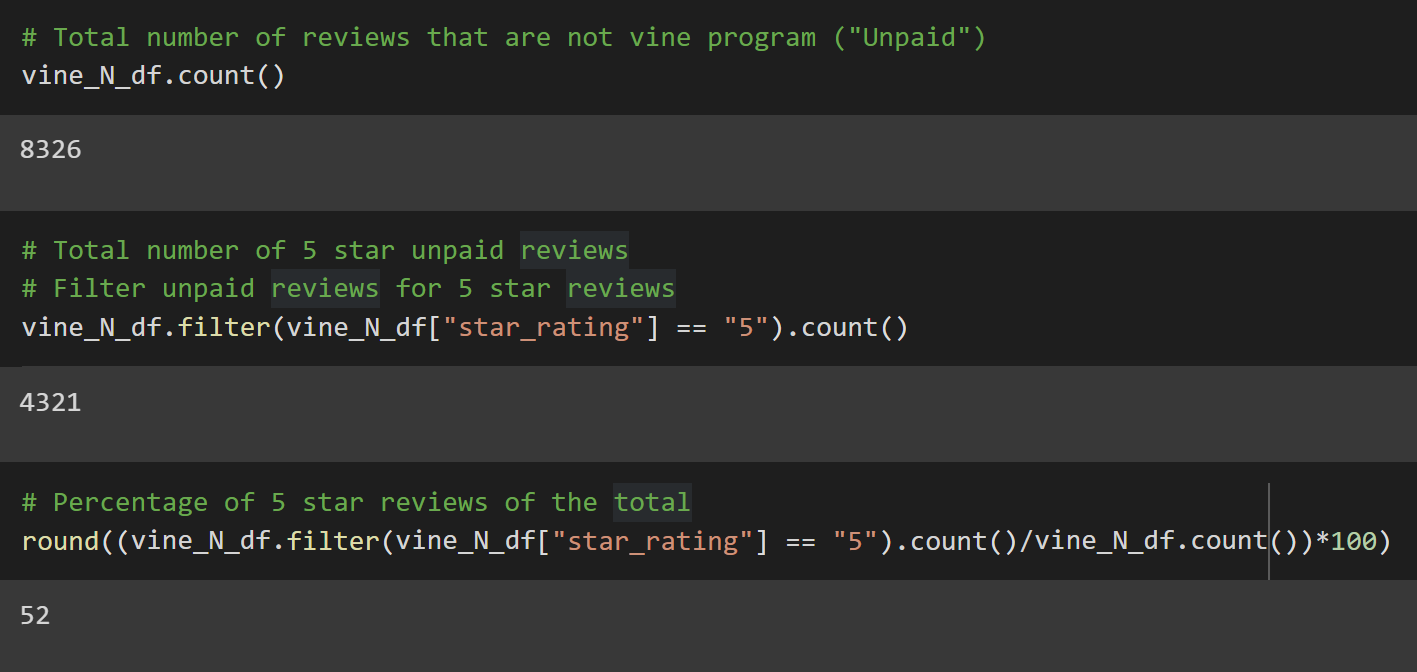 # Total number of reviews that are not vine program ("Unpaid")
vine_N_df.count()
8326
# Total number of 5 star unpaid reviews
# Filter unpaid reviews for 5 star reviews
vine_N_df.filter(vine_N_df["star_rating"] == "5").count()
4321
# Percentage of 5 star reviews of the total
round((vine_N_df.filter(vine_N_df["star_rating"] == "5").count()/vine_N_df.count())*100)
52